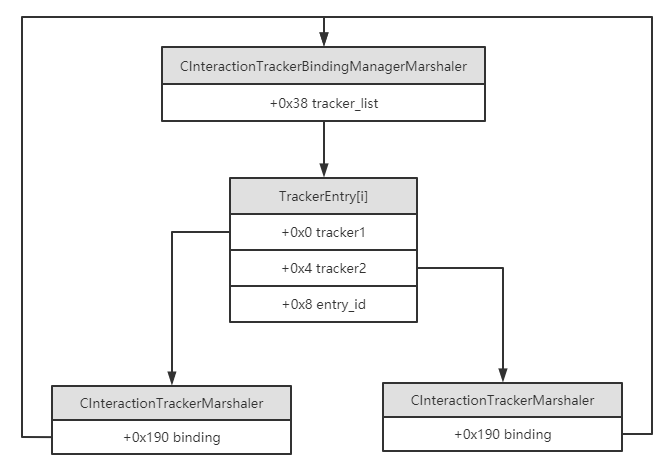 CInteractionTrackerBindingManagerMarshaler
+0x38 tracker_list
TrackerEntry[i]
+0x0 tracker1
+0x4 tracker2
+0x8 entry_id
CInteractionTrackerMarshaler
+0x190 binding
CInteractionTrackerMarshaler
+0x190 binding